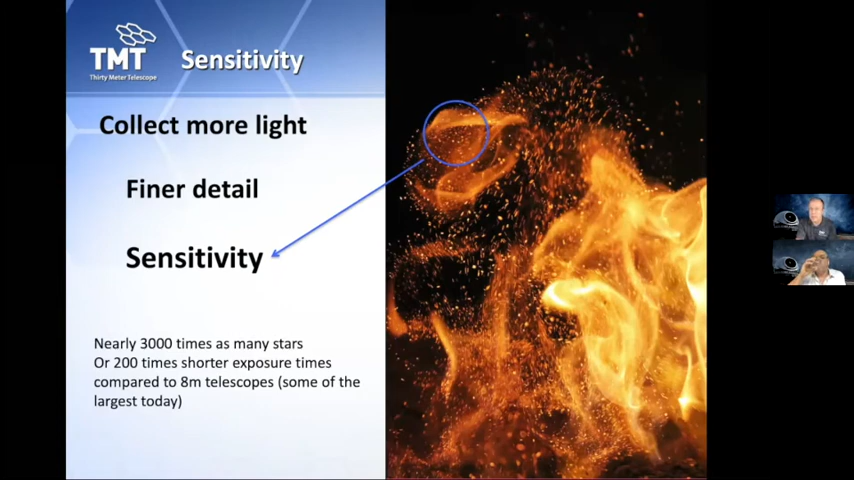 TMT
Thirty Meter Telescope
Sensitivity
Collect more light
Finer detail
Sensitivity
Nearly 3000 times as many stars
Or 200 times shorter exposure times
compared to 8m telescopes (some of the
largest today)